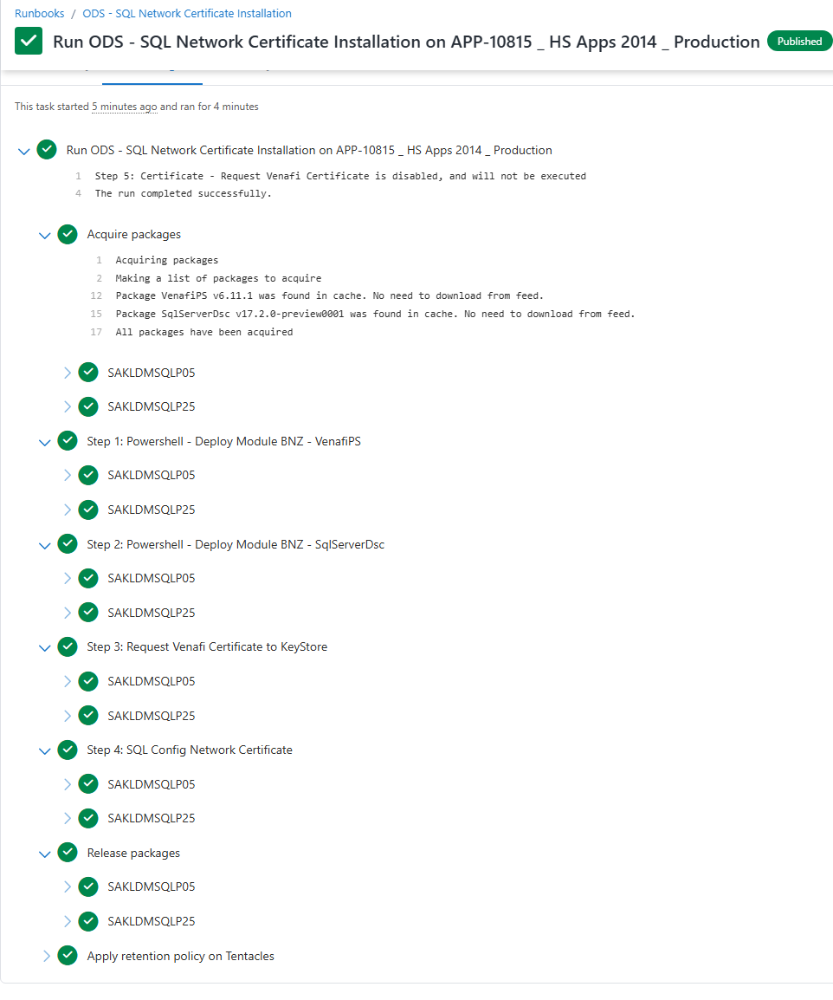 Runbooks / ODS - SQL Network Certificate Installation
Run ODS - SQL Network Certificate Installation on APP-10815 _ HS Apps 2014 _ Production Published
This task started 5 minutes ago and ran for 4 minutes
Run ODS - SQL Network Certificate Installation on APP-10815 _ HS Apps 2014 _ Production
1 Step 5: Certificate - Request Venafi Certificate is disabled, and will not be executed
4 The run completed successfully.
Acquire packages
1 Acquiring packages
2 Making a list of packages to acquire
12 Package VenafiPS v6.11.1 was found in cache. No need to download from feed.
15 Package SqlServerDsc v17.2.0-preview0001 was found in cache. No need to download from feed.
17 All packages have been acquired
SAKLDMSQLP05
SAKLDMSQLP25
Step 1: Powershell - Deploy Module BNZ - VenafiPS
SAKLDMSQLP05
SAKLDMSQLP25
Step 2: Powershell - Deploy Module BNZ - SqlServerDsc
SAKLDMSQLP05
SAKLDMSQLP25
Step 3: Request Venafi Certificate to KeyStore
SAKLDMSQLP05
SAKLDMSQLP25
Step 4: SQL Config Network Certificate
SAKLDMSQLP05
SAKLDMSQLP25
Release packages
SAKLDMSQLP05
SAKLDMSQLP25
Apply retention policy on Tentacles